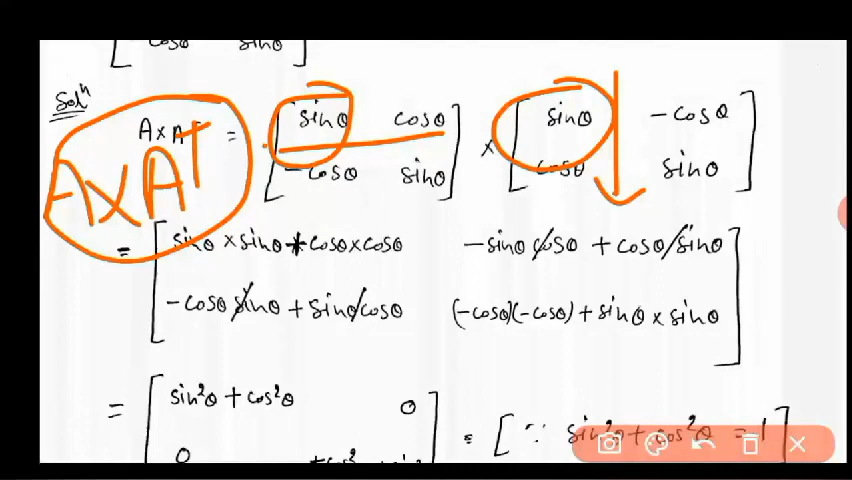 cosθ sinθ
Solⁿ
A×Aᵀ = [ sinθ cosθ ] × [ sinθ -cosθ ]
A×Aᵀ [ -cosθ sinθ ] [ cosθ sinθ ]
= [ sinθ×sinθ + cosθ×cosθ -sinθ cosθ + cosθ sinθ ]
[ -cosθ sinθ + sinθ cosθ (-cosθ)(-cosθ) + sinθ × sinθ ]
= [ sin²θ + cos²θ 0 ] = [ ∵ sin²θ + cos²θ = 1 ]
0